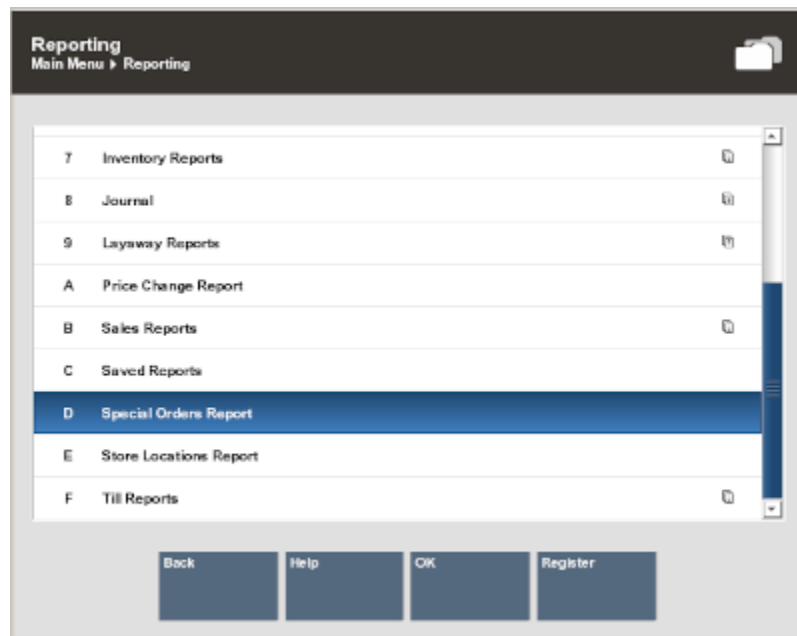 Reporting
Main Menu ▸ Reporting
7 Inventory Reports
8 Journal
9 Layaway Reports
A Price Change Report
B Sales Reports
C Saved Reports
D Special Orders Report
E Store Locations Report
F Till Reports
Back Help OK Register